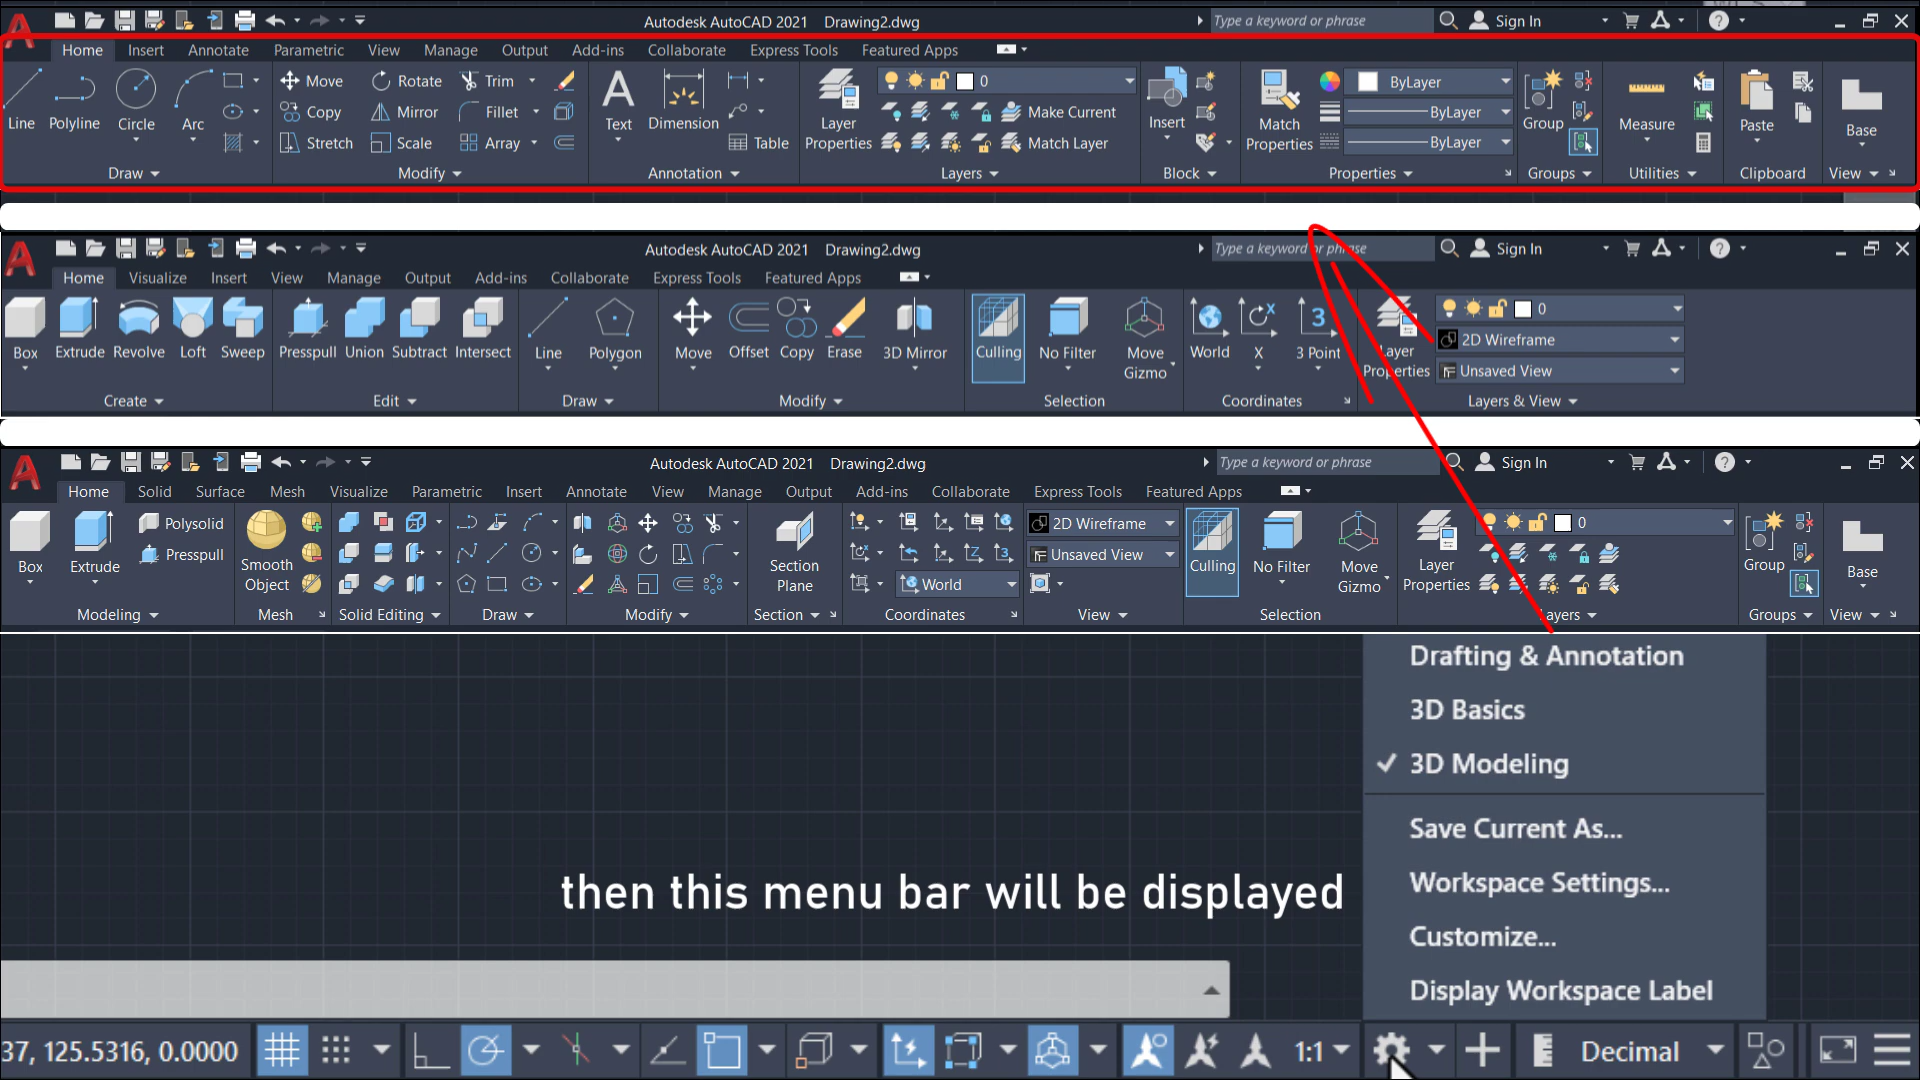 Autodesk AutoCAD 2021 Drawing2.dwg Type a keyword or phrase Sign In
Home Insert Annotate Parametric View Manage Output Add-ins Collaborate Express Tools Featured Apps
Line Polyline Circle Arc
Move Rotate Trim
Copy Mirror Fillet
Stretch Scale Array
Text Dimension Table
Layer Properties
0
Make Current
Match Layer
Insert
Match Properties
ByLayer
ByLayer
ByLayer
Group Measure Paste Base
Draw Modify Annotation Layers Block Properties Groups Utilities Clipboard View
Autodesk AutoCAD 2021 Drawing2.dwg Type a keyword or phrase Sign In
Home Visualize Insert View Manage Output Add-ins Collaborate Express Tools Featured Apps
Box Extrude Revolve Loft Sweep Presspull Union Subtract Intersect Line Polygon Move Offset Copy Erase 3D Mirror Culling No Filter Move Gizmo World X 3 Point Layer Properties
0
2D Wireframe
Unsaved View
Create Edit Draw Modify Selection Coordinates Layers & View
Autodesk AutoCAD 2021 Drawing2.dwg Type a keyword or phrase Sign In
Home Solid Surface Mesh Visualize Parametric Insert Annotate View Manage Output Add-ins Collaborate Express Tools Featured Apps
Box Extrude
Polysolid
Presspull
Smooth Object
Section Plane
World
2D Wireframe
Unsaved View
Culling No Filter Move Gizmo Layer Properties
0
Group Base
Modeling Mesh Solid Editing Draw Modify Section Coordinates View Selection Layers Groups View
Drafting & Annotation
3D Basics
3D Modeling
Save Current As...
Workspace Settings...
Customize...
Display Workspace Label
then this menu bar will be displayed
37, 125.5316, 0.0000 1:1 Decimal